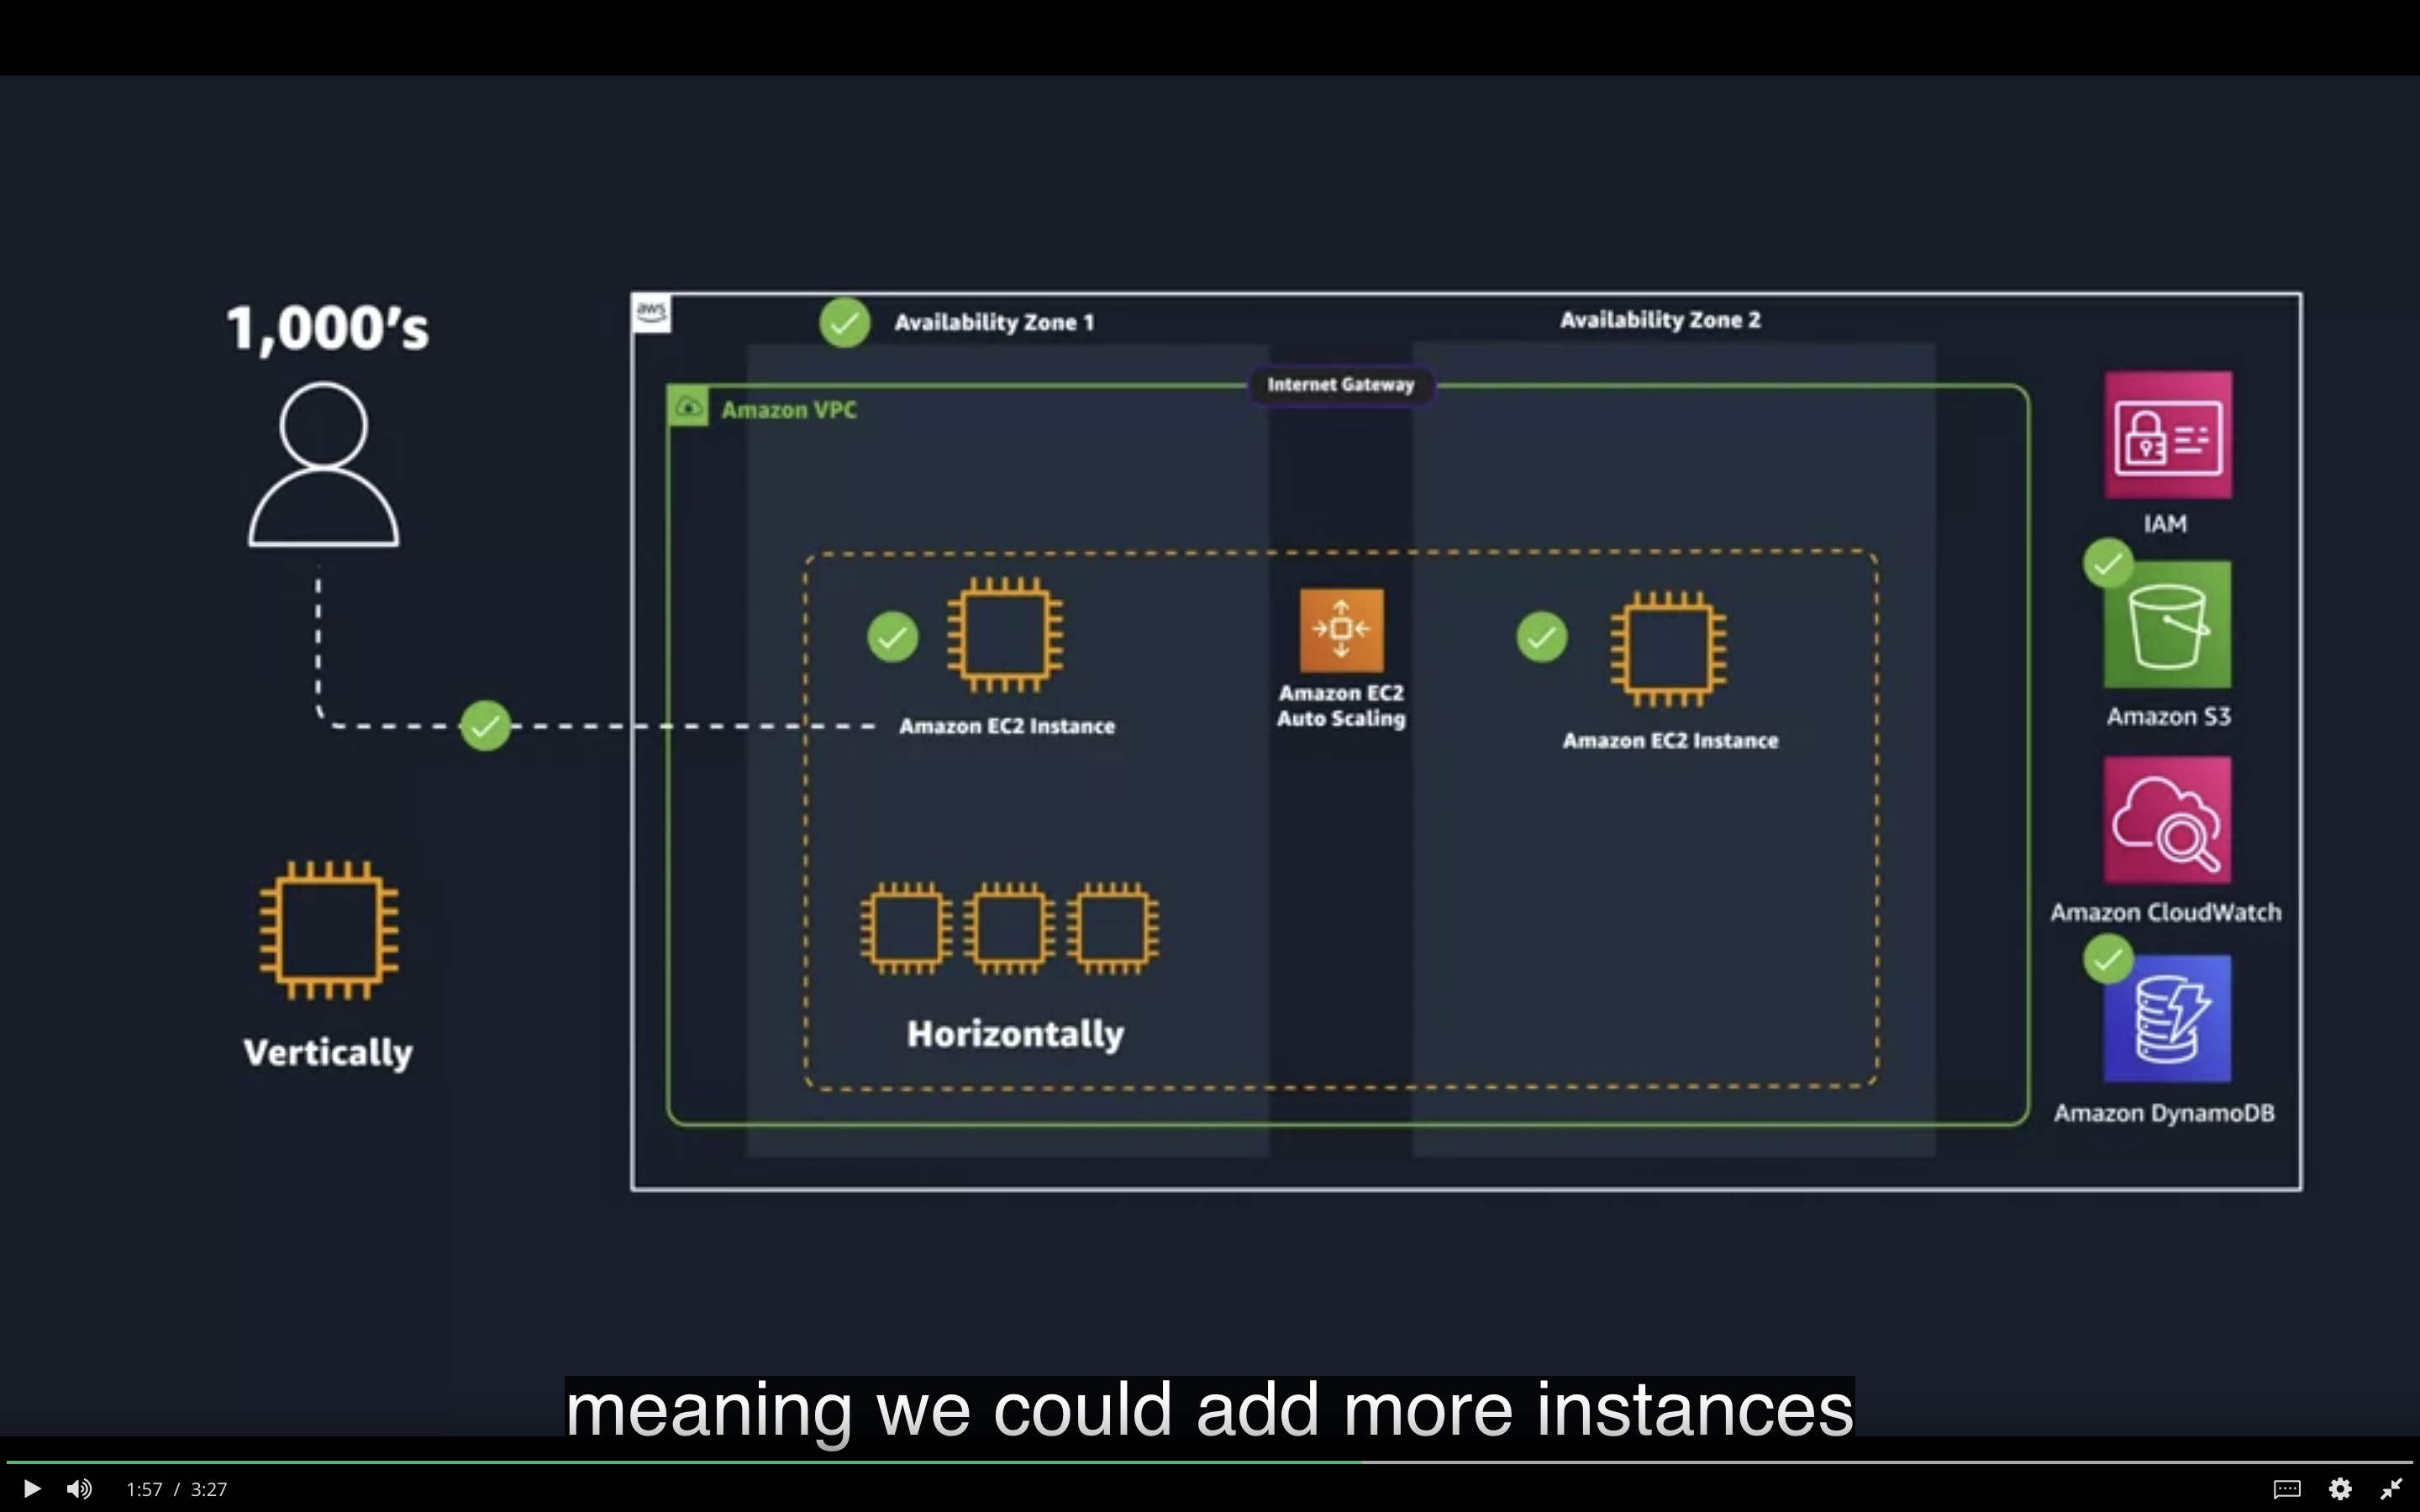 1,000's
aws
Availability Zone 1
Availability Zone 2
Internet Gateway
Amazon VPC
IAM
Amazon EC2 Instance
Amazon EC2
Auto Scaling
Amazon EC2 Instance
Amazon S3
Amazon CloudWatch
Vertically
Horizontally
Amazon DynamoDB
meaning we could add more instances
1:57 / 3:27